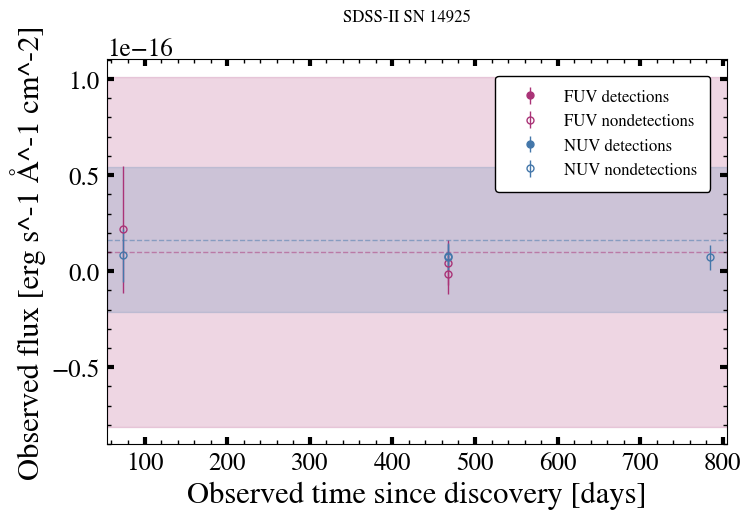 SDSS-II SN 14925
1e−16
1.0
0.5
0.0
−0.5
FUV detections
FUV nondetections
NUV detections
NUV nondetections
Observed flux [erg s^-1 Å^-1 cm^-2]
100 200 300 400 500 600 700 800
Observed time since discovery [days]